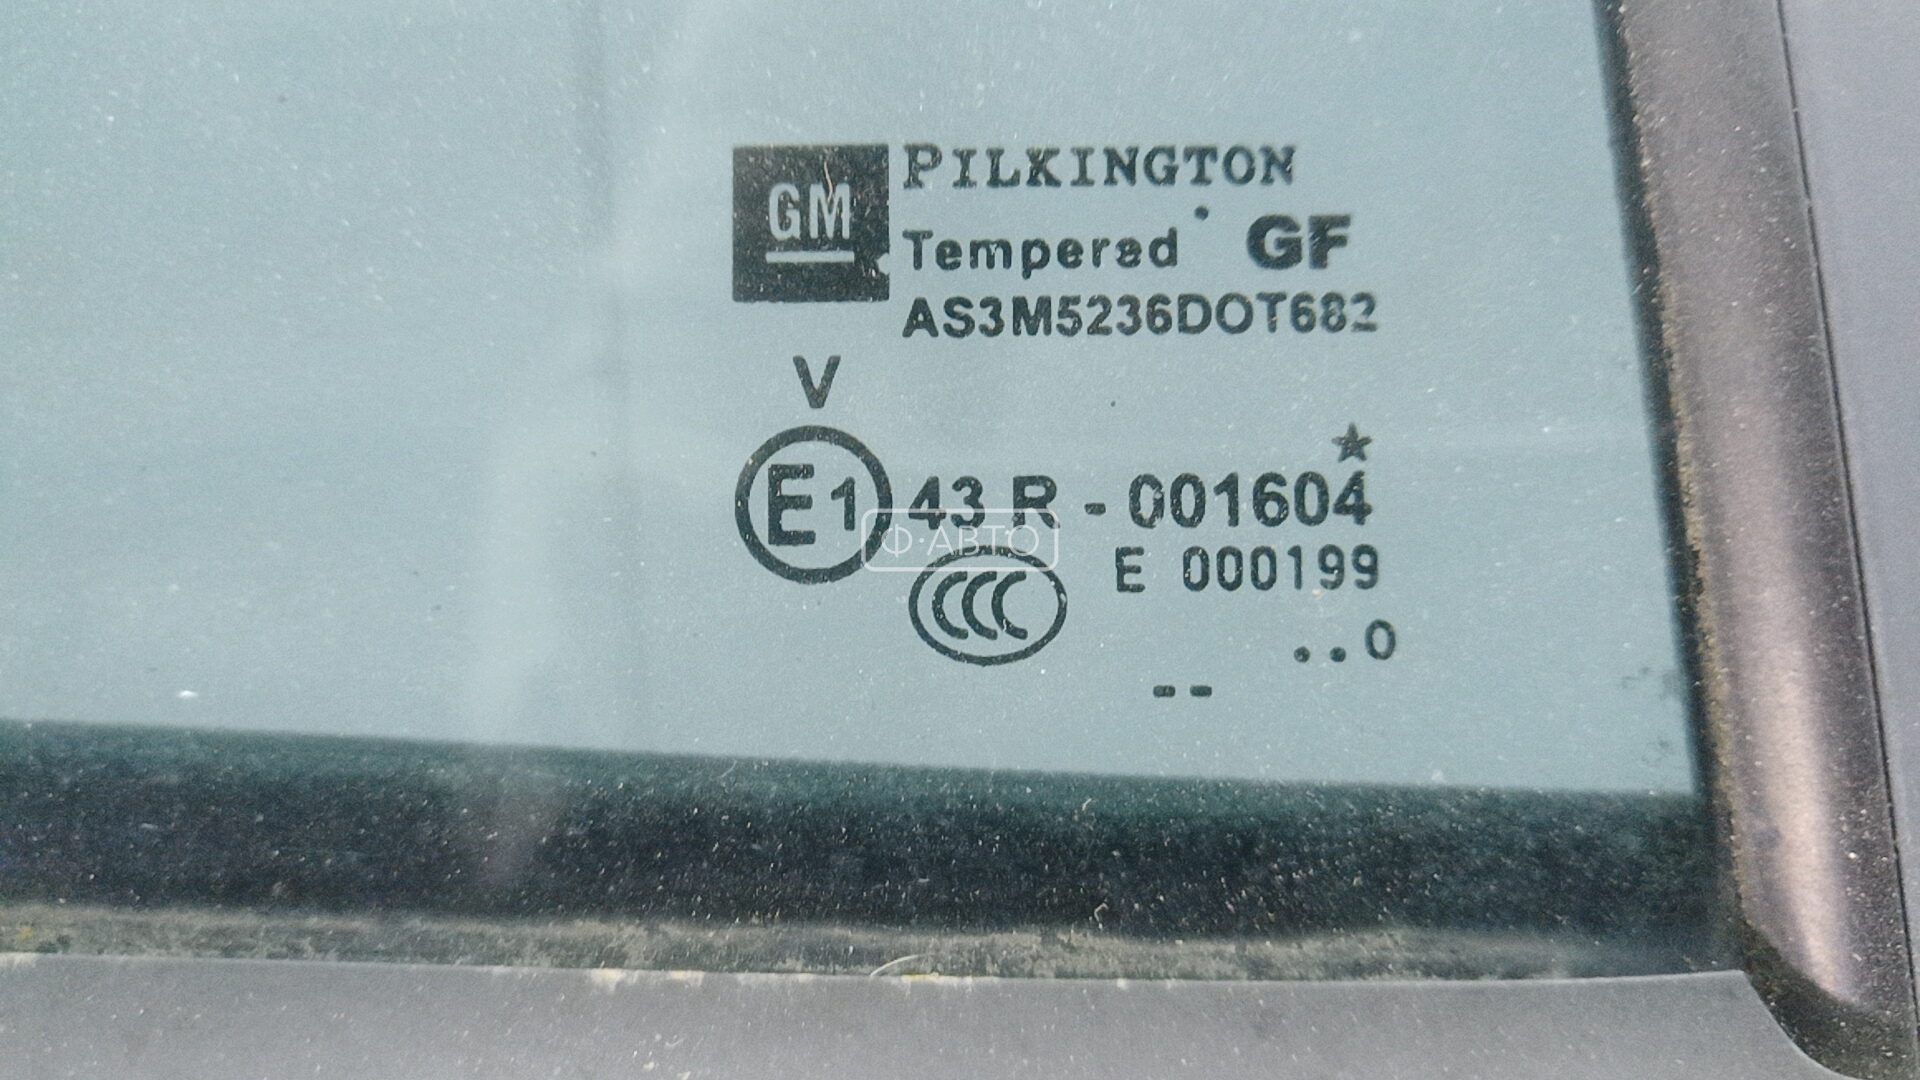 GM
PILKINGTON
Tempered GF
AS3M5236DOT682
V
E1 43 R - 001604
Ф·АВТО
CCC
E 000199
..0
--